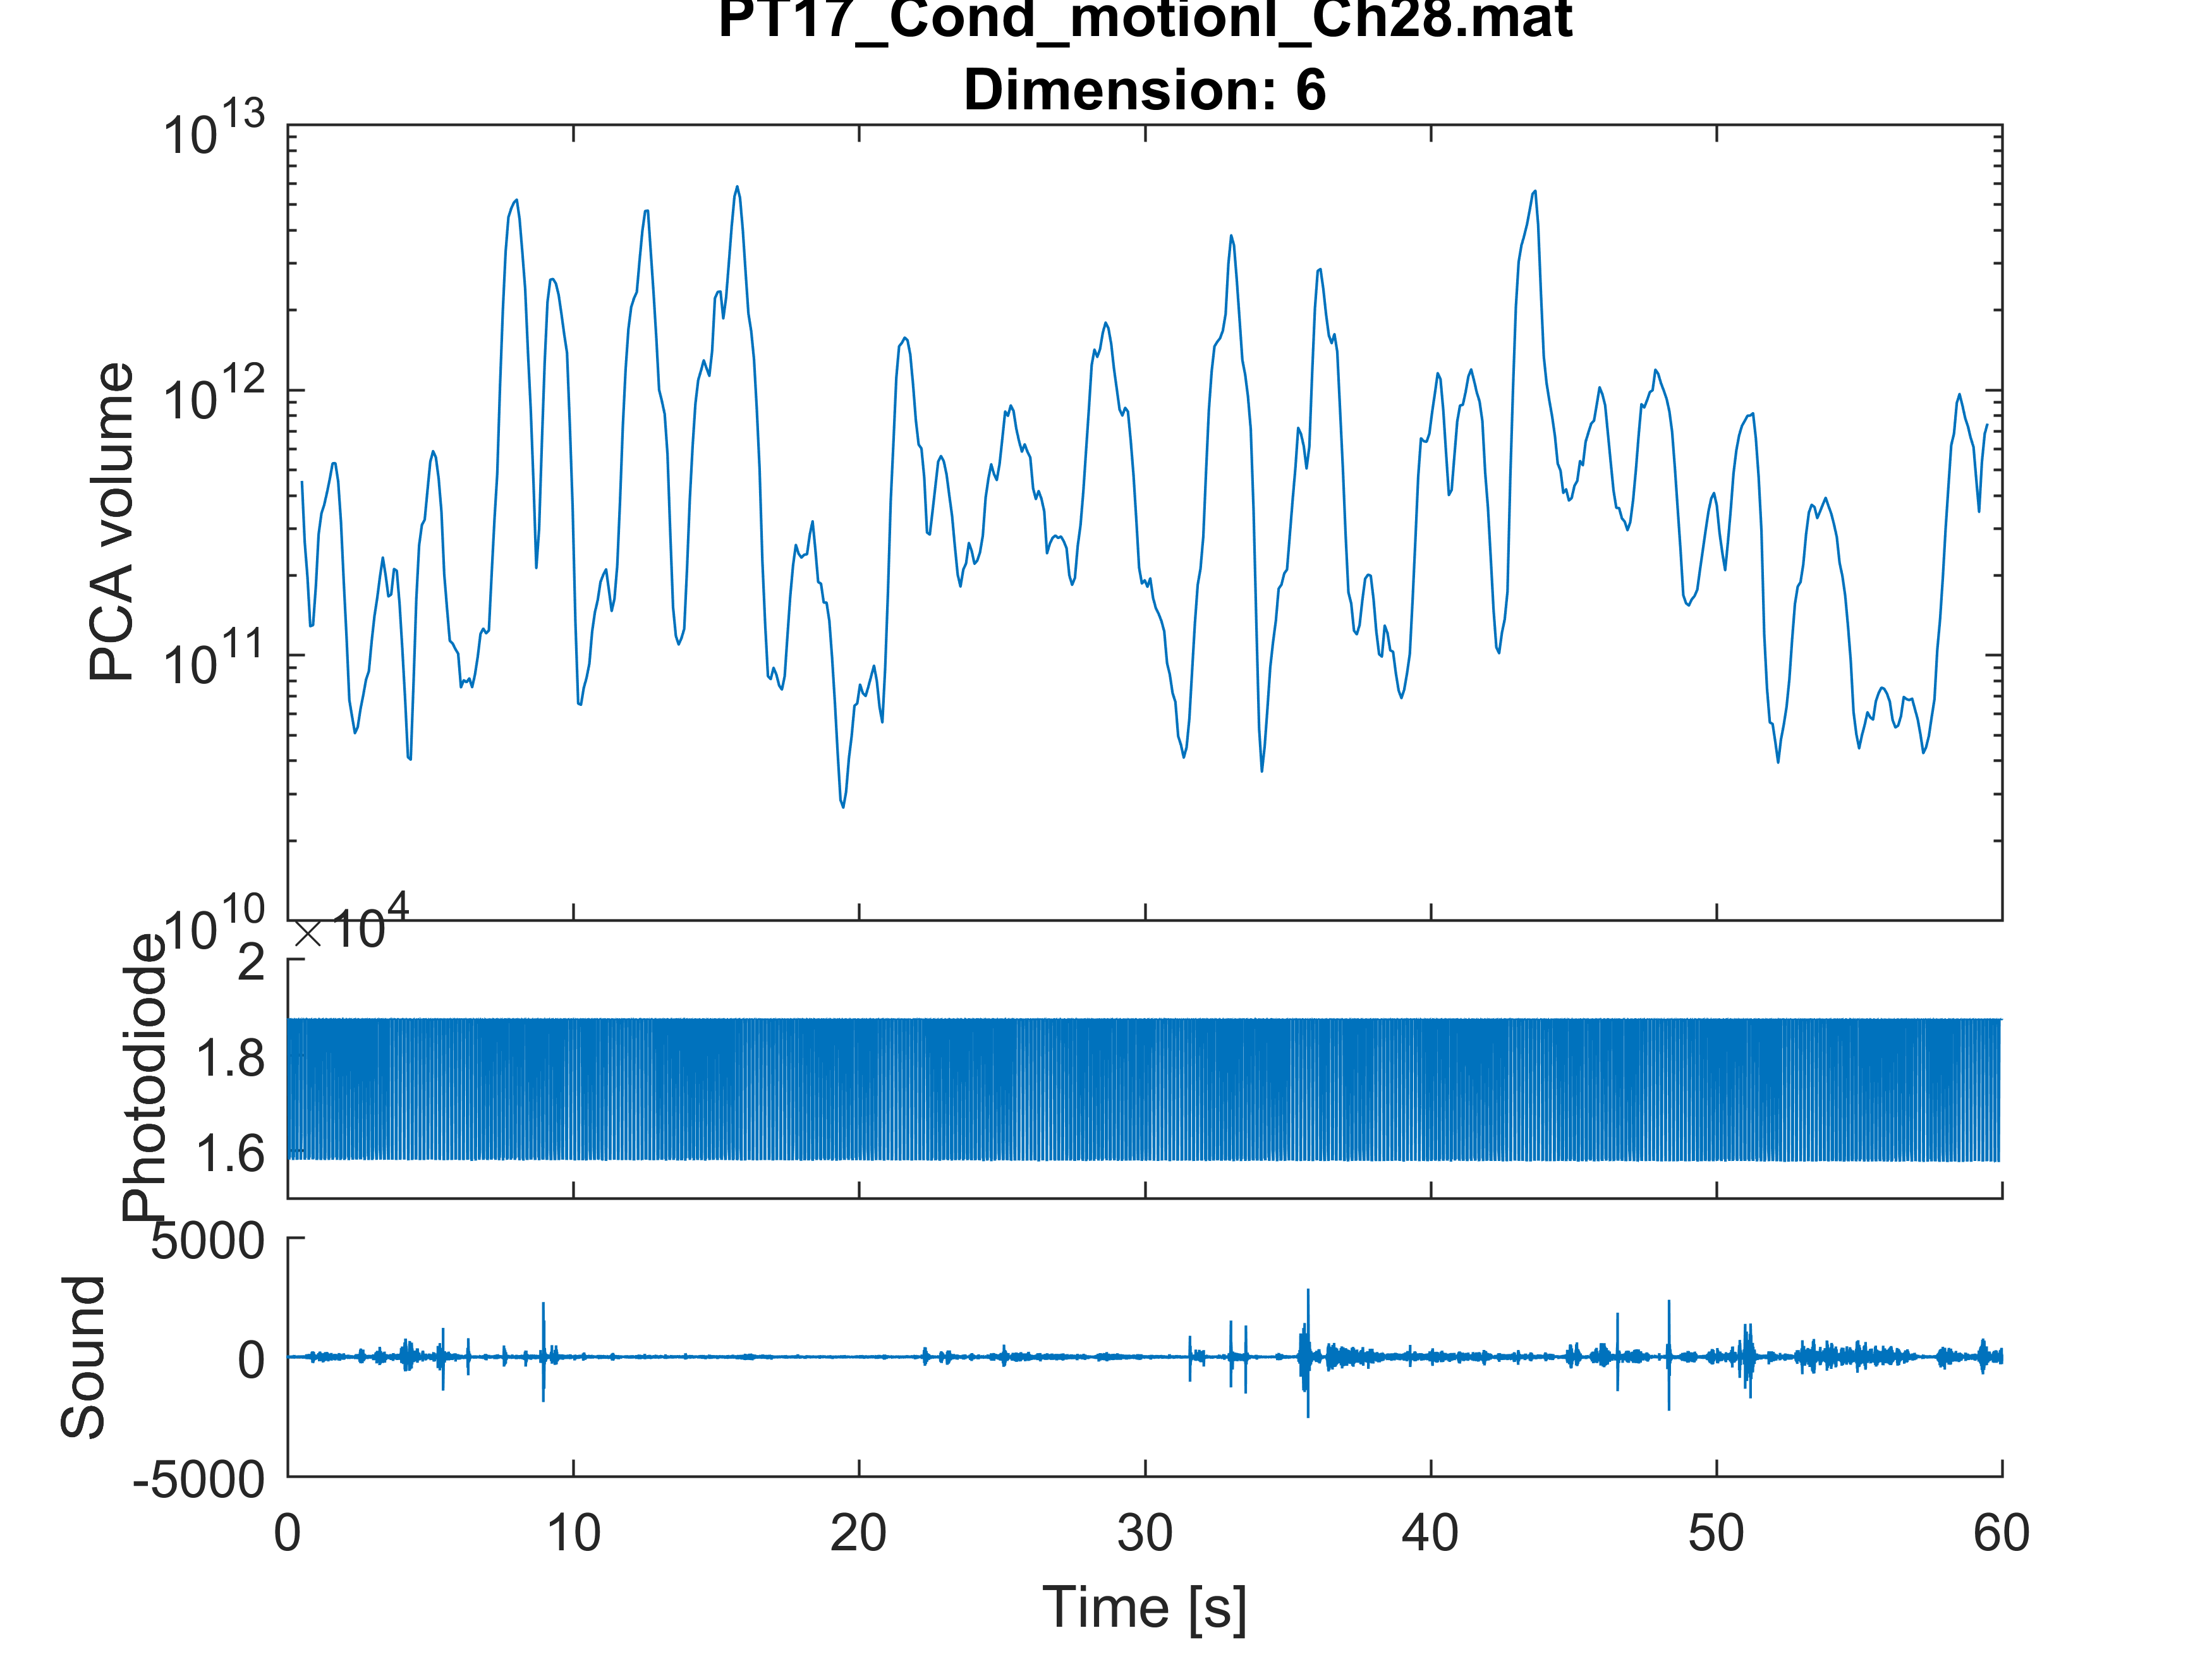 PT17_Cond_motionl_Ch28.mat
Dimension: 6
10^13
10^12
10^11
10^10
PCA volume
× 10^4
2
1.8
1.6
Photodiode
5000
0
-5000
Sound
0 10 20 30 40 50 60
Time [s]